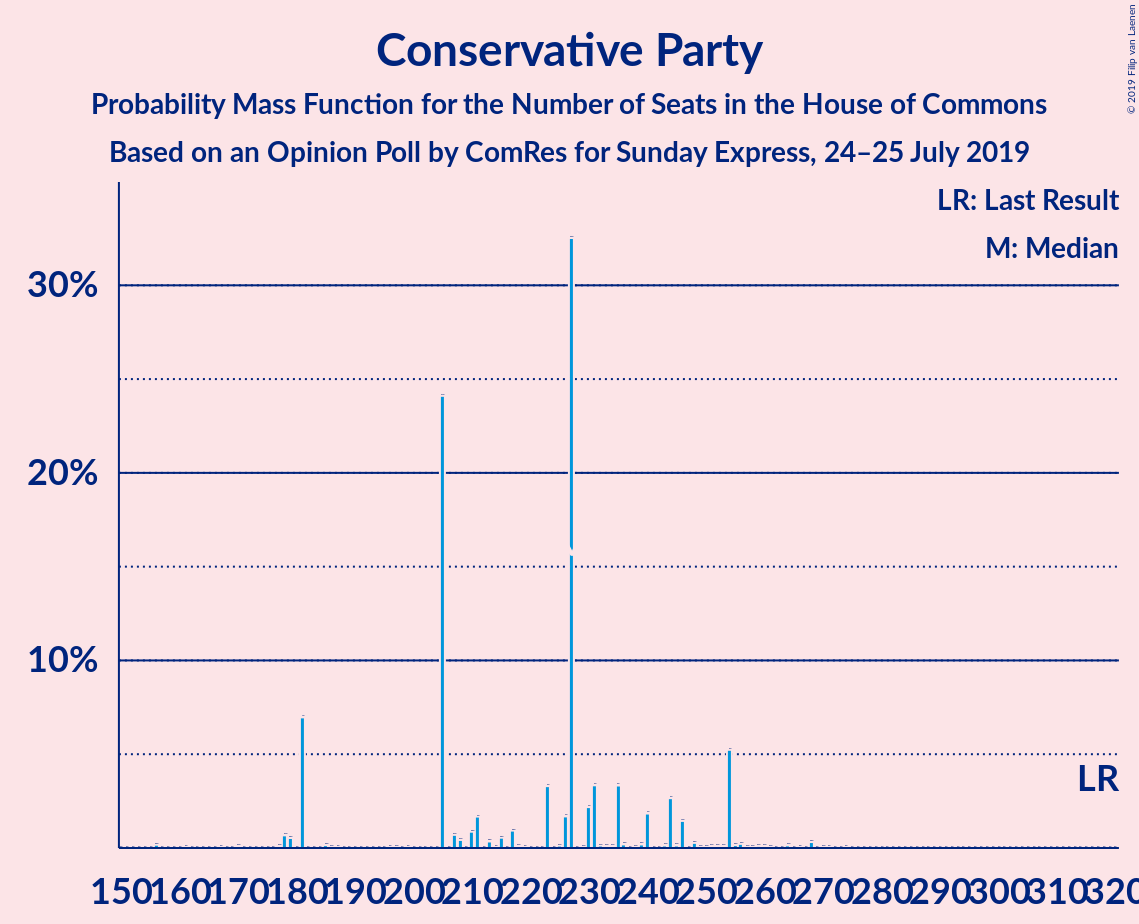 © 2019 Filip van Laenen
Conservative Party
Probability Mass Function for the Number of Seats in the House of Commons
Based on an Opinion Poll by ComRes for Sunday Express, 24–25 July 2019
LR: Last Result
M: Median
30%
20%
10%
LR
150 160 170 180 190 200 210 220 230 240 250 260 270 280 290 300 310 320